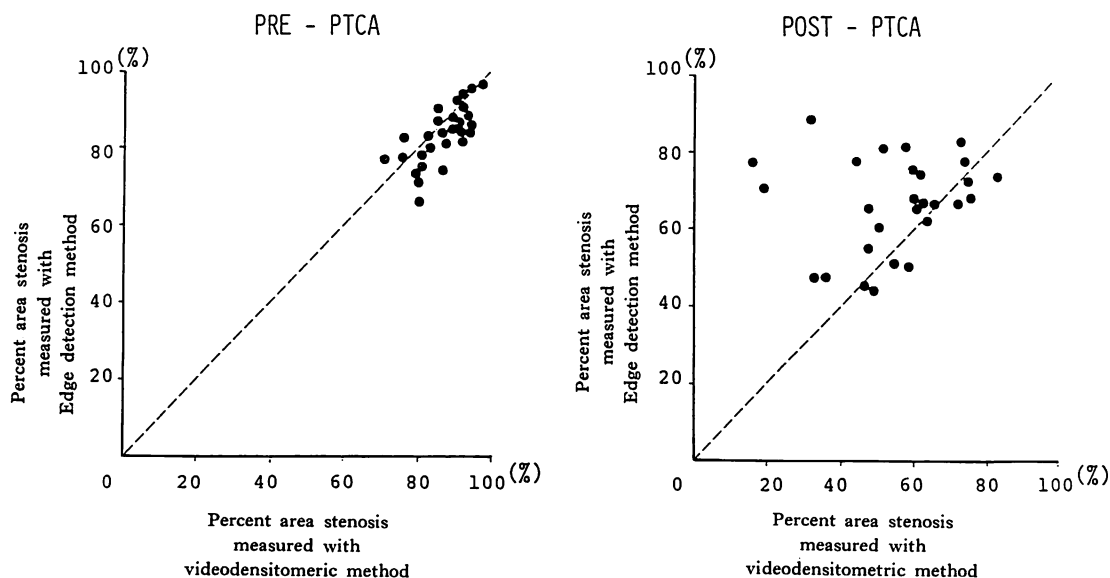 PRE - PTCA
100 (%)
80
60
40
20
0 20 40 60 80 100 (%)
Percent area stenosis
measured with
Edge detection method
Percent area stenosis
measured with
videodensitomeric method
POST - PTCA
100 (%)
80
60
40
20
0 20 40 60 80 100 (%)
Percent area stenosis
measured with
Edge detection method
Percent area stenosis
measured with
videodensitometric method